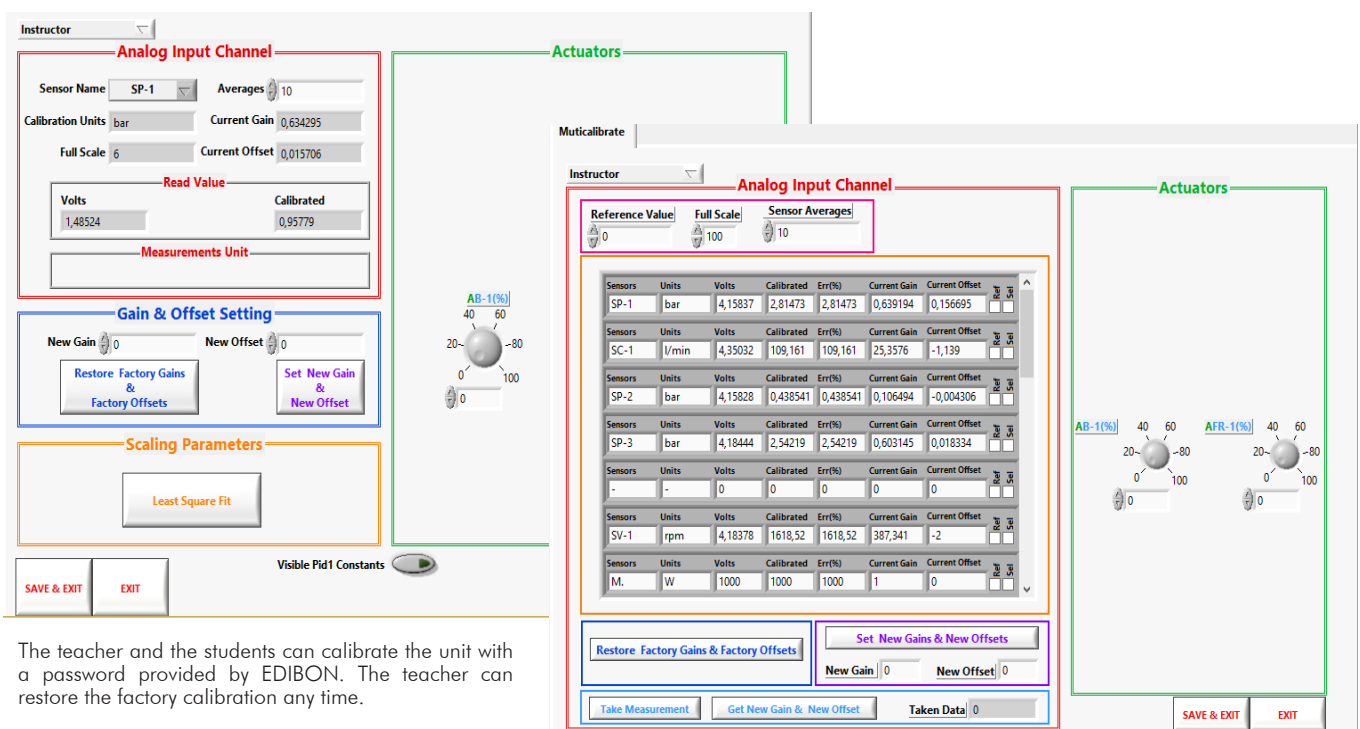 Instructor
Analog Input Channel
Sensor Name SP-1 Averages 10
Calibration Units bar Current Gain 0,634295
Full Scale 6 Current Offset 0,015706
Read Value
Volts Calibrated
1,48524 0,95779
Measurements Unit
Gain & Offset Setting
New Gain 0 New Offset 0
Restore Factory Gains
&
Factory Offsets
Set New Gain
&
New Offset
Scaling Parameters
Least Square Fit
SAVE & EXIT EXIT
Visible Pid1 Constants
Actuators
AB-1(%)
40 60
20 80
0 100
0
The teacher and the students can calibrate the unit with
a password provided by EDIBON. The teacher can
restore the factory calibration any time.
Muticalibrate
Instructor
Analog Input Channel
Reference Value Full Scale Sensor Averages
0 100 10
Sensors Units Volts Calibrated Err(%) Current Gain Current Offset Ref Sel
SP-1 bar 4,15837 2,81473 2,81473 0,639194 0,156695
Sensors Units Volts Calibrated Err(%) Current Gain Current Offset Ref Sel
SC-1 l/min 4,35032 109,161 109,161 25,3576 -1,139
Sensors Units Volts Calibrated Err(%) Current Gain Current Offset Ref Sel
SP-2 bar 4,15828 0,438541 0,438541 0,106494 -0,004306
Sensors Units Volts Calibrated Err(%) Current Gain Current Offset Ref Sel
SP-3 bar 4,18444 2,54219 2,54219 0,603145 0,018334
Sensors Units Volts Calibrated Err(%) Current Gain Current Offset Ref Sel
- - 0 0 0 0 0
Sensors Units Volts Calibrated Err(%) Current Gain Current Offset Ref Sel
SV-1 rpm 4,18378 1618,52 1618,52 387,341 -2
Sensors Units Volts Calibrated Err(%) Current Gain Current Offset Ref Sel
M. W 1000 1000 1000 1 0
Restore Factory Gains & Factory Offsets
Set New Gains & New Offsets
New Gain 0 New Offset 0
Take Measurement Get New Gain & New Offset Taken Data 0
Actuators
AB-1(%) 40 60 AFR-1(%) 40 60
20 80 20 80
0 100 0 100
0 0
SAVE & EXIT EXIT